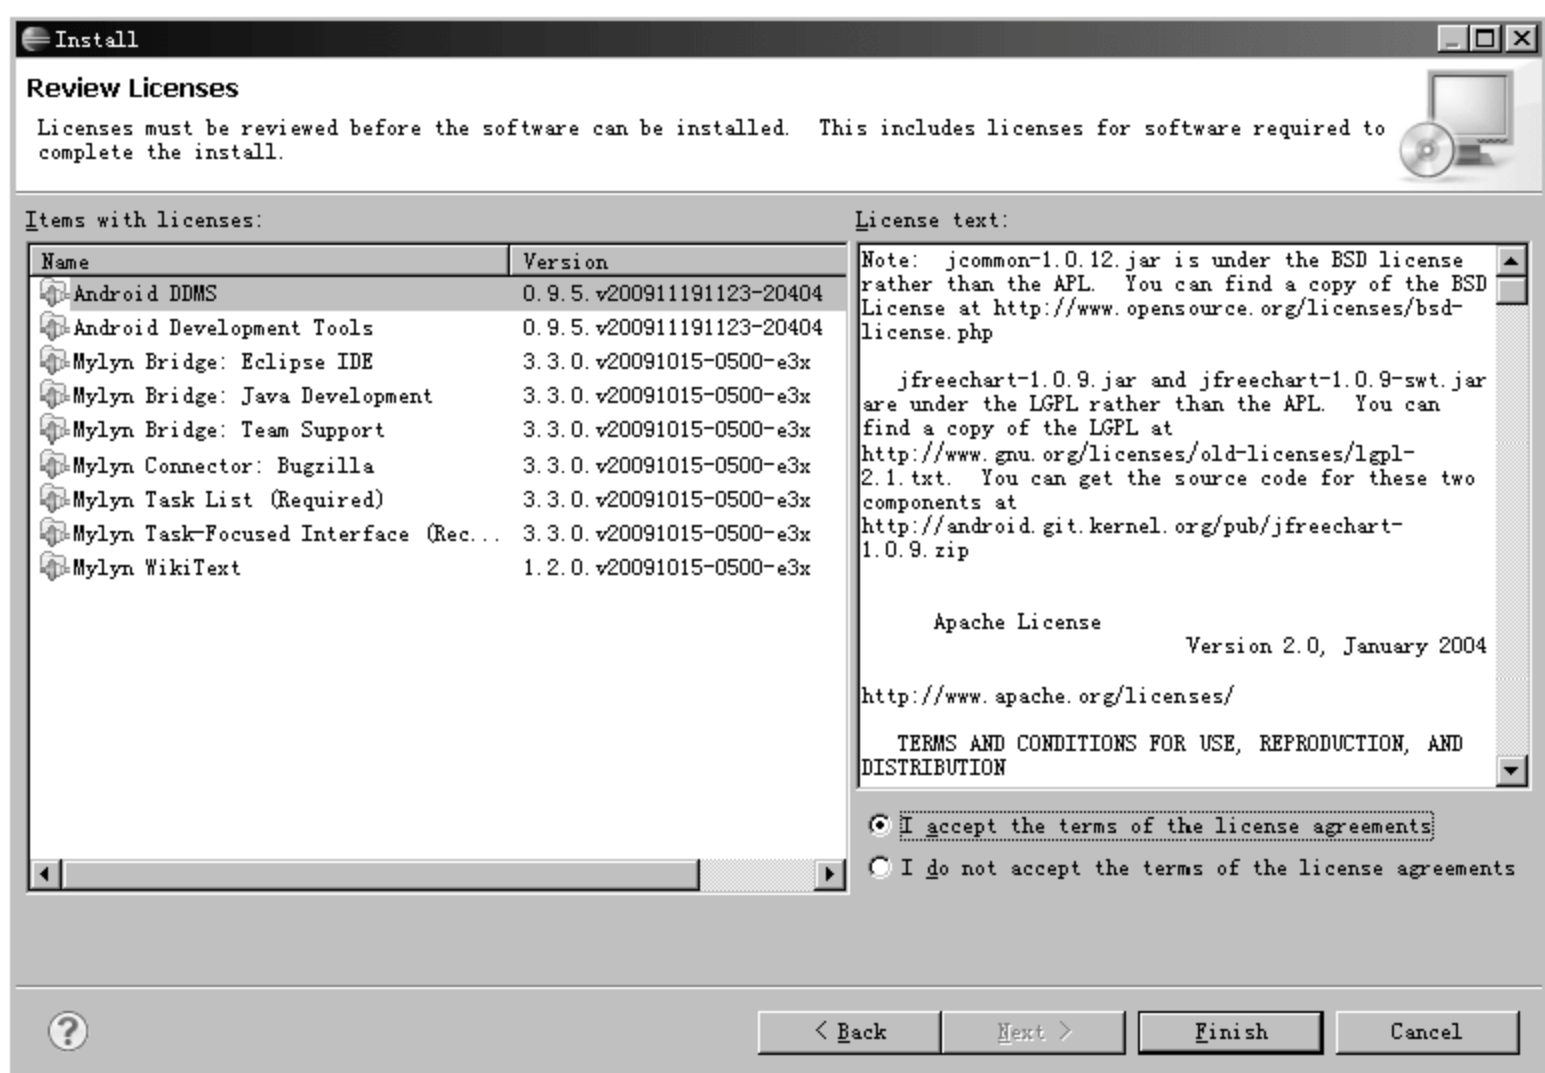 Install
Review Licenses
Licenses must be reviewed before the software can be installed.  This includes licenses for software required to
complete the install.
Items with licenses:
Name Version
Android DDMS 0.9.5.v200911191123-20404
Android Development Tools 0.9.5.v200911191123-20404
Mylyn Bridge: Eclipse IDE 3.3.0.v20091015-0500-e3x
Mylyn Bridge: Java Development 3.3.0.v20091015-0500-e3x
Mylyn Bridge: Team Support 3.3.0.v20091015-0500-e3x
Mylyn Connector: Bugzilla 3.3.0.v20091015-0500-e3x
Mylyn Task List (Required) 3.3.0.v20091015-0500-e3x
Mylyn Task-Focused Interface (Rec... 3.3.0.v20091015-0500-e3x
Mylyn WikiText 1.2.0.v20091015-0500-e3x
License text:
Note:  jcommon-1.0.12.jar is under the BSD license
rather than the APL.  You can find a copy of the BSD
License at http://www.opensource.org/licenses/bsd-
license.php
jfreechart-1.0.9.jar and jfreechart-1.0.9-swt.jar
are under the LGPL rather than the APL.  You can
find a copy of the LGPL at
http://www.gnu.org/licenses/old-licenses/lgpl-
2.1.txt.  You can get the source code for these two
components at
http://android.git.kernel.org/pub/jfreechart-
1.0.9.zip
Apache License
Version 2.0, January 2004
http://www.apache.org/licenses/
TERMS AND CONDITIONS FOR USE, REPRODUCTION, AND
DISTRIBUTION
I accept the terms of the license agreements
I do not accept the terms of the license agreements
?
< Back
Next >
Finish
Cancel